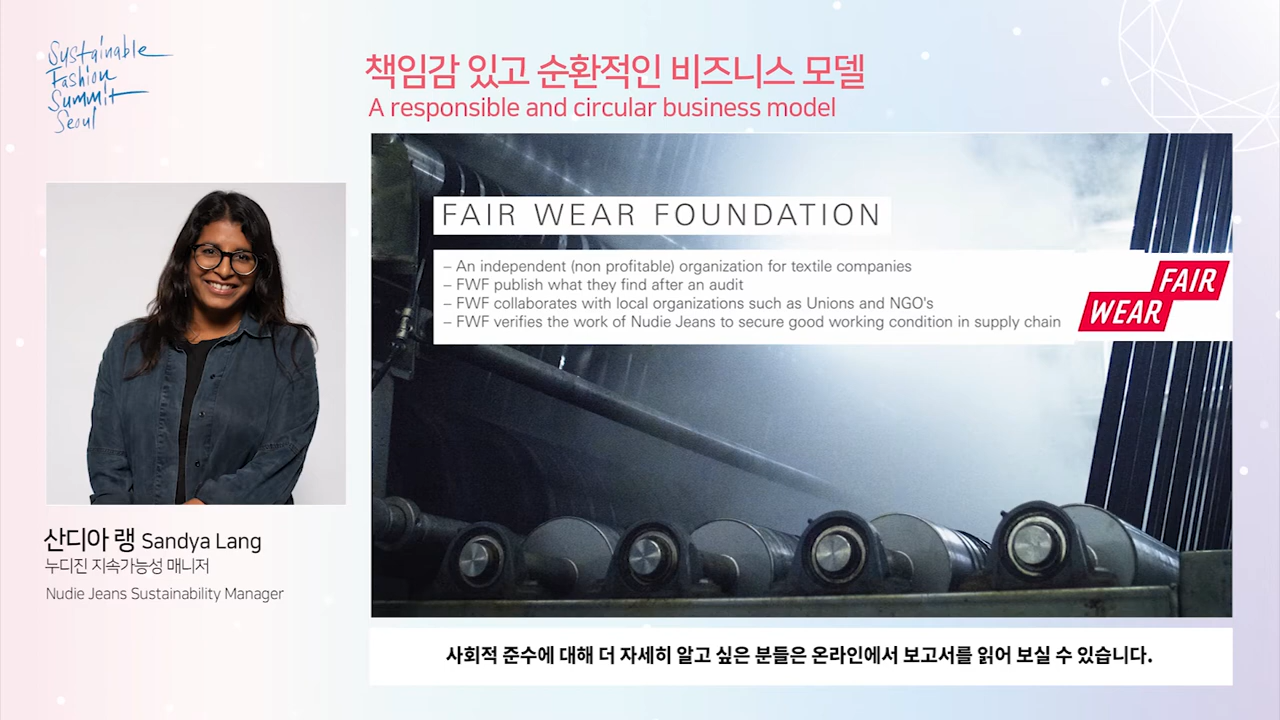 Sustainable
Fashion
Summit
Seoul
책임감 있고 순환적인 비즈니스 모델
A responsible and circular business model
FAIR WEAR FOUNDATION
– An independent (non profitable) organization for textile companies
– FWF publish what they find after an audit
– FWF collaborates with local organizations such as Unions and NGO's
– FWF verifies the work of Nudie Jeans to secure good working condition in supply chain
FAIR
WEAR
산디아 랭 Sandya Lang
누디진 지속가능성 매니저
Nudie Jeans Sustainability Manager
사회적 준수에 대해 더 자세히 알고 싶은 분들은 온라인에서 보고서를 읽어 보실 수 있습니다.